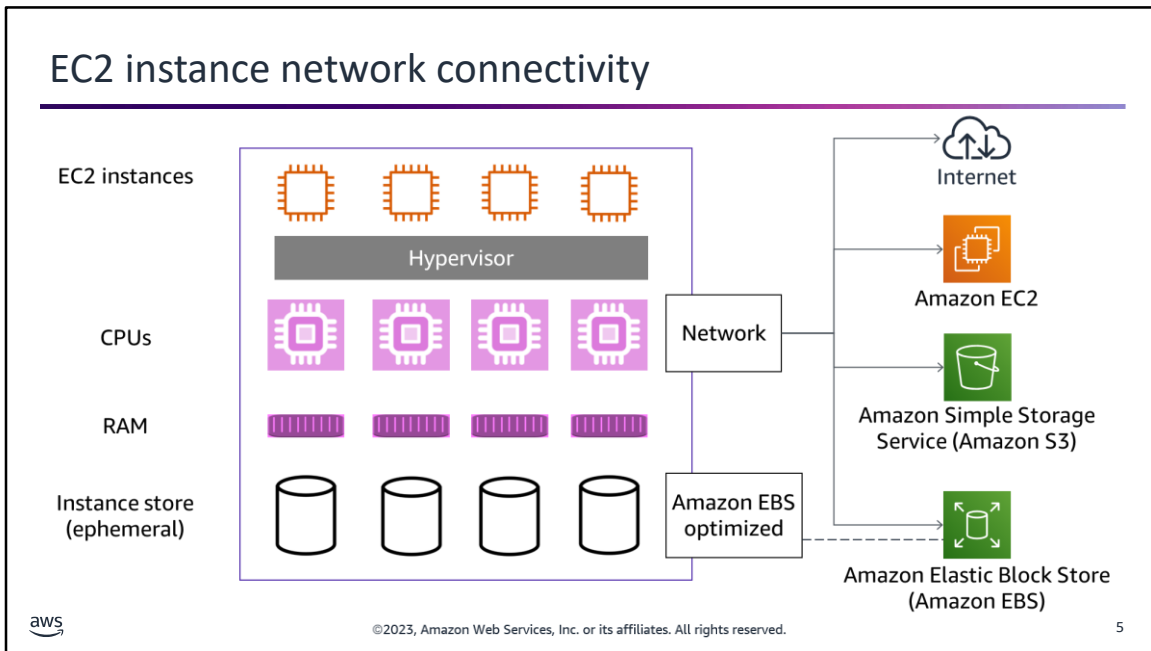 EC2 instance network connectivity
EC2 instances
Hypervisor
CPUs
RAM
Instance store
(ephemeral)
Network
Amazon EBS
optimized
Internet
Amazon EC2
Amazon Simple Storage
Service (Amazon S3)
Amazon Elastic Block Store
(Amazon EBS)
aws
©2023, Amazon Web Services, Inc. or its affiliates. All rights reserved.
5